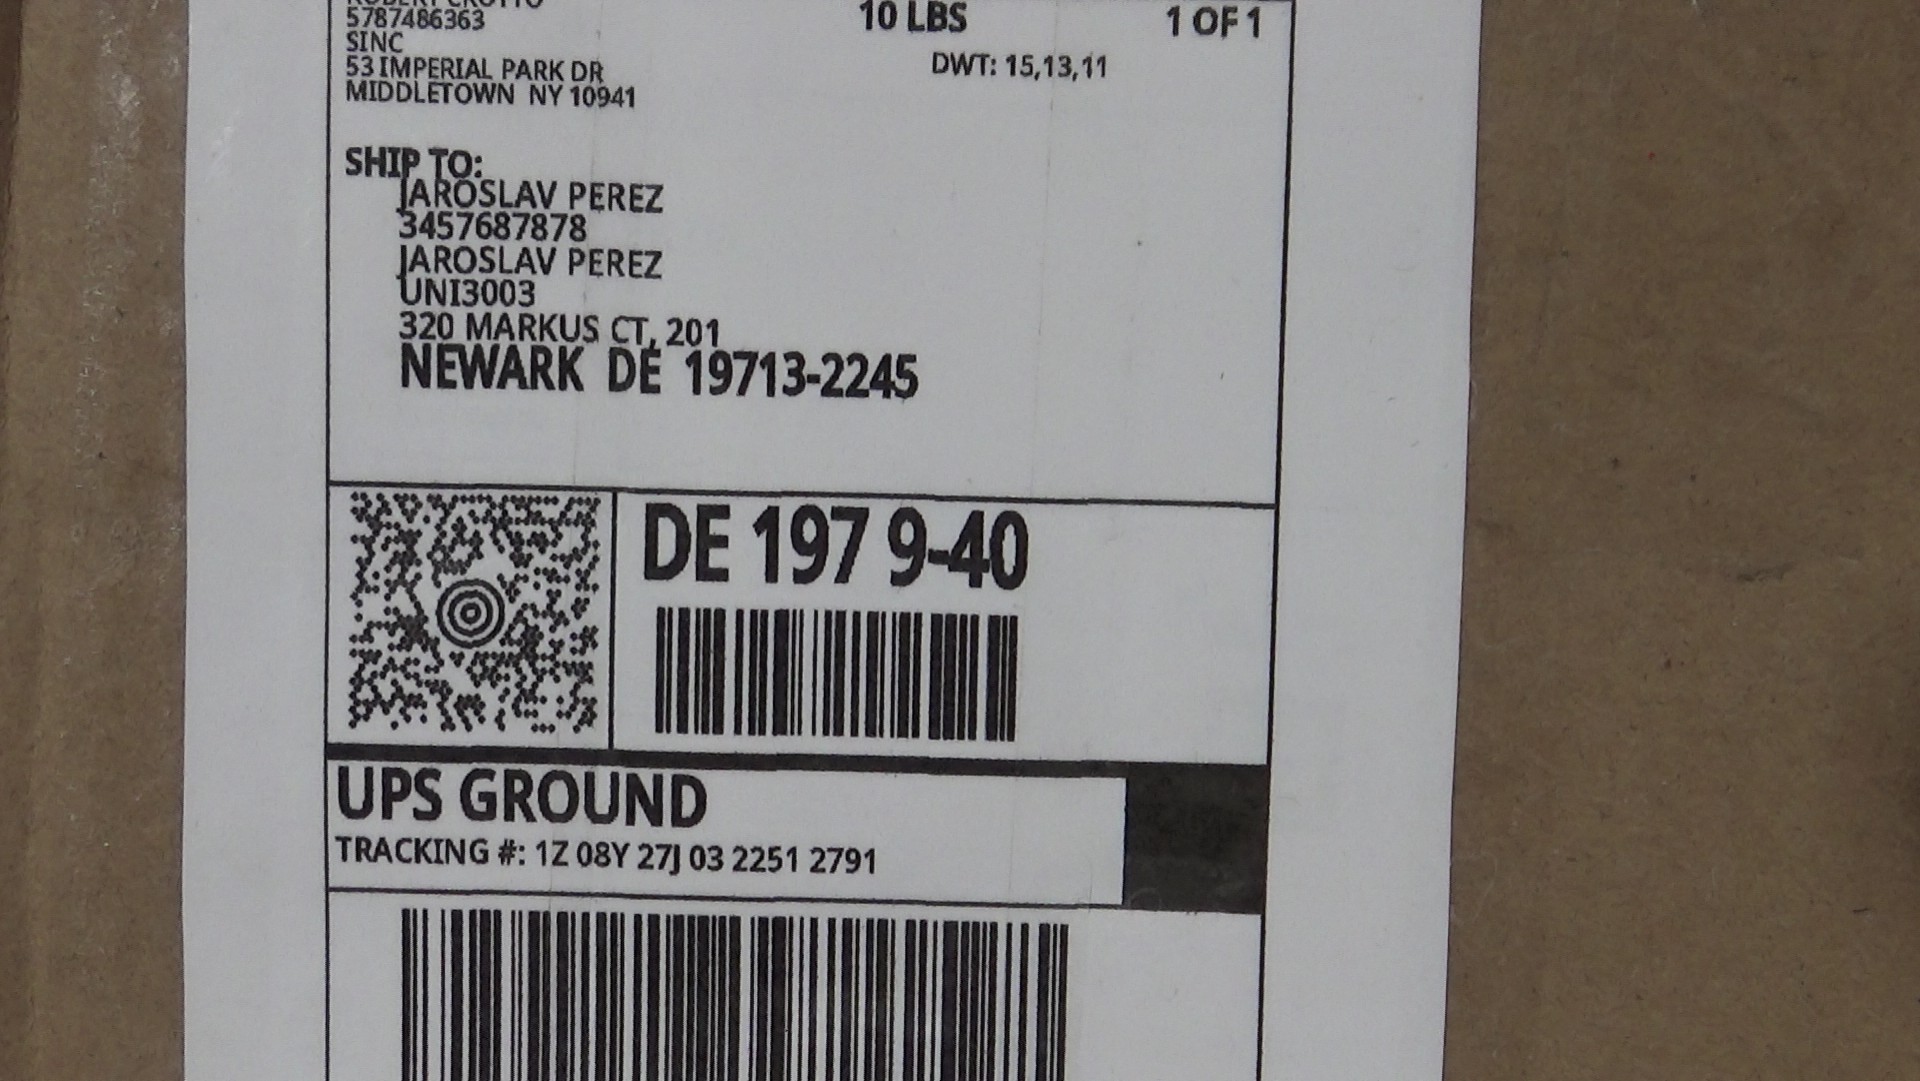 5787486363
SINC
53 IMPERIAL PARK DR
MIDDLETOWN NY 10941
10 LBS
1 OF 1
DWT: 15,13,11
SHIP TO:
JAROSLAV PEREZ
3457687878
JAROSLAV PEREZ
UNI3003
320 MARKUS CT, 201
NEWARK DE 19713-2245
DE 197 9-40
UPS GROUND
TRACKING #: 1Z 08Y 27J 03 2251 2791